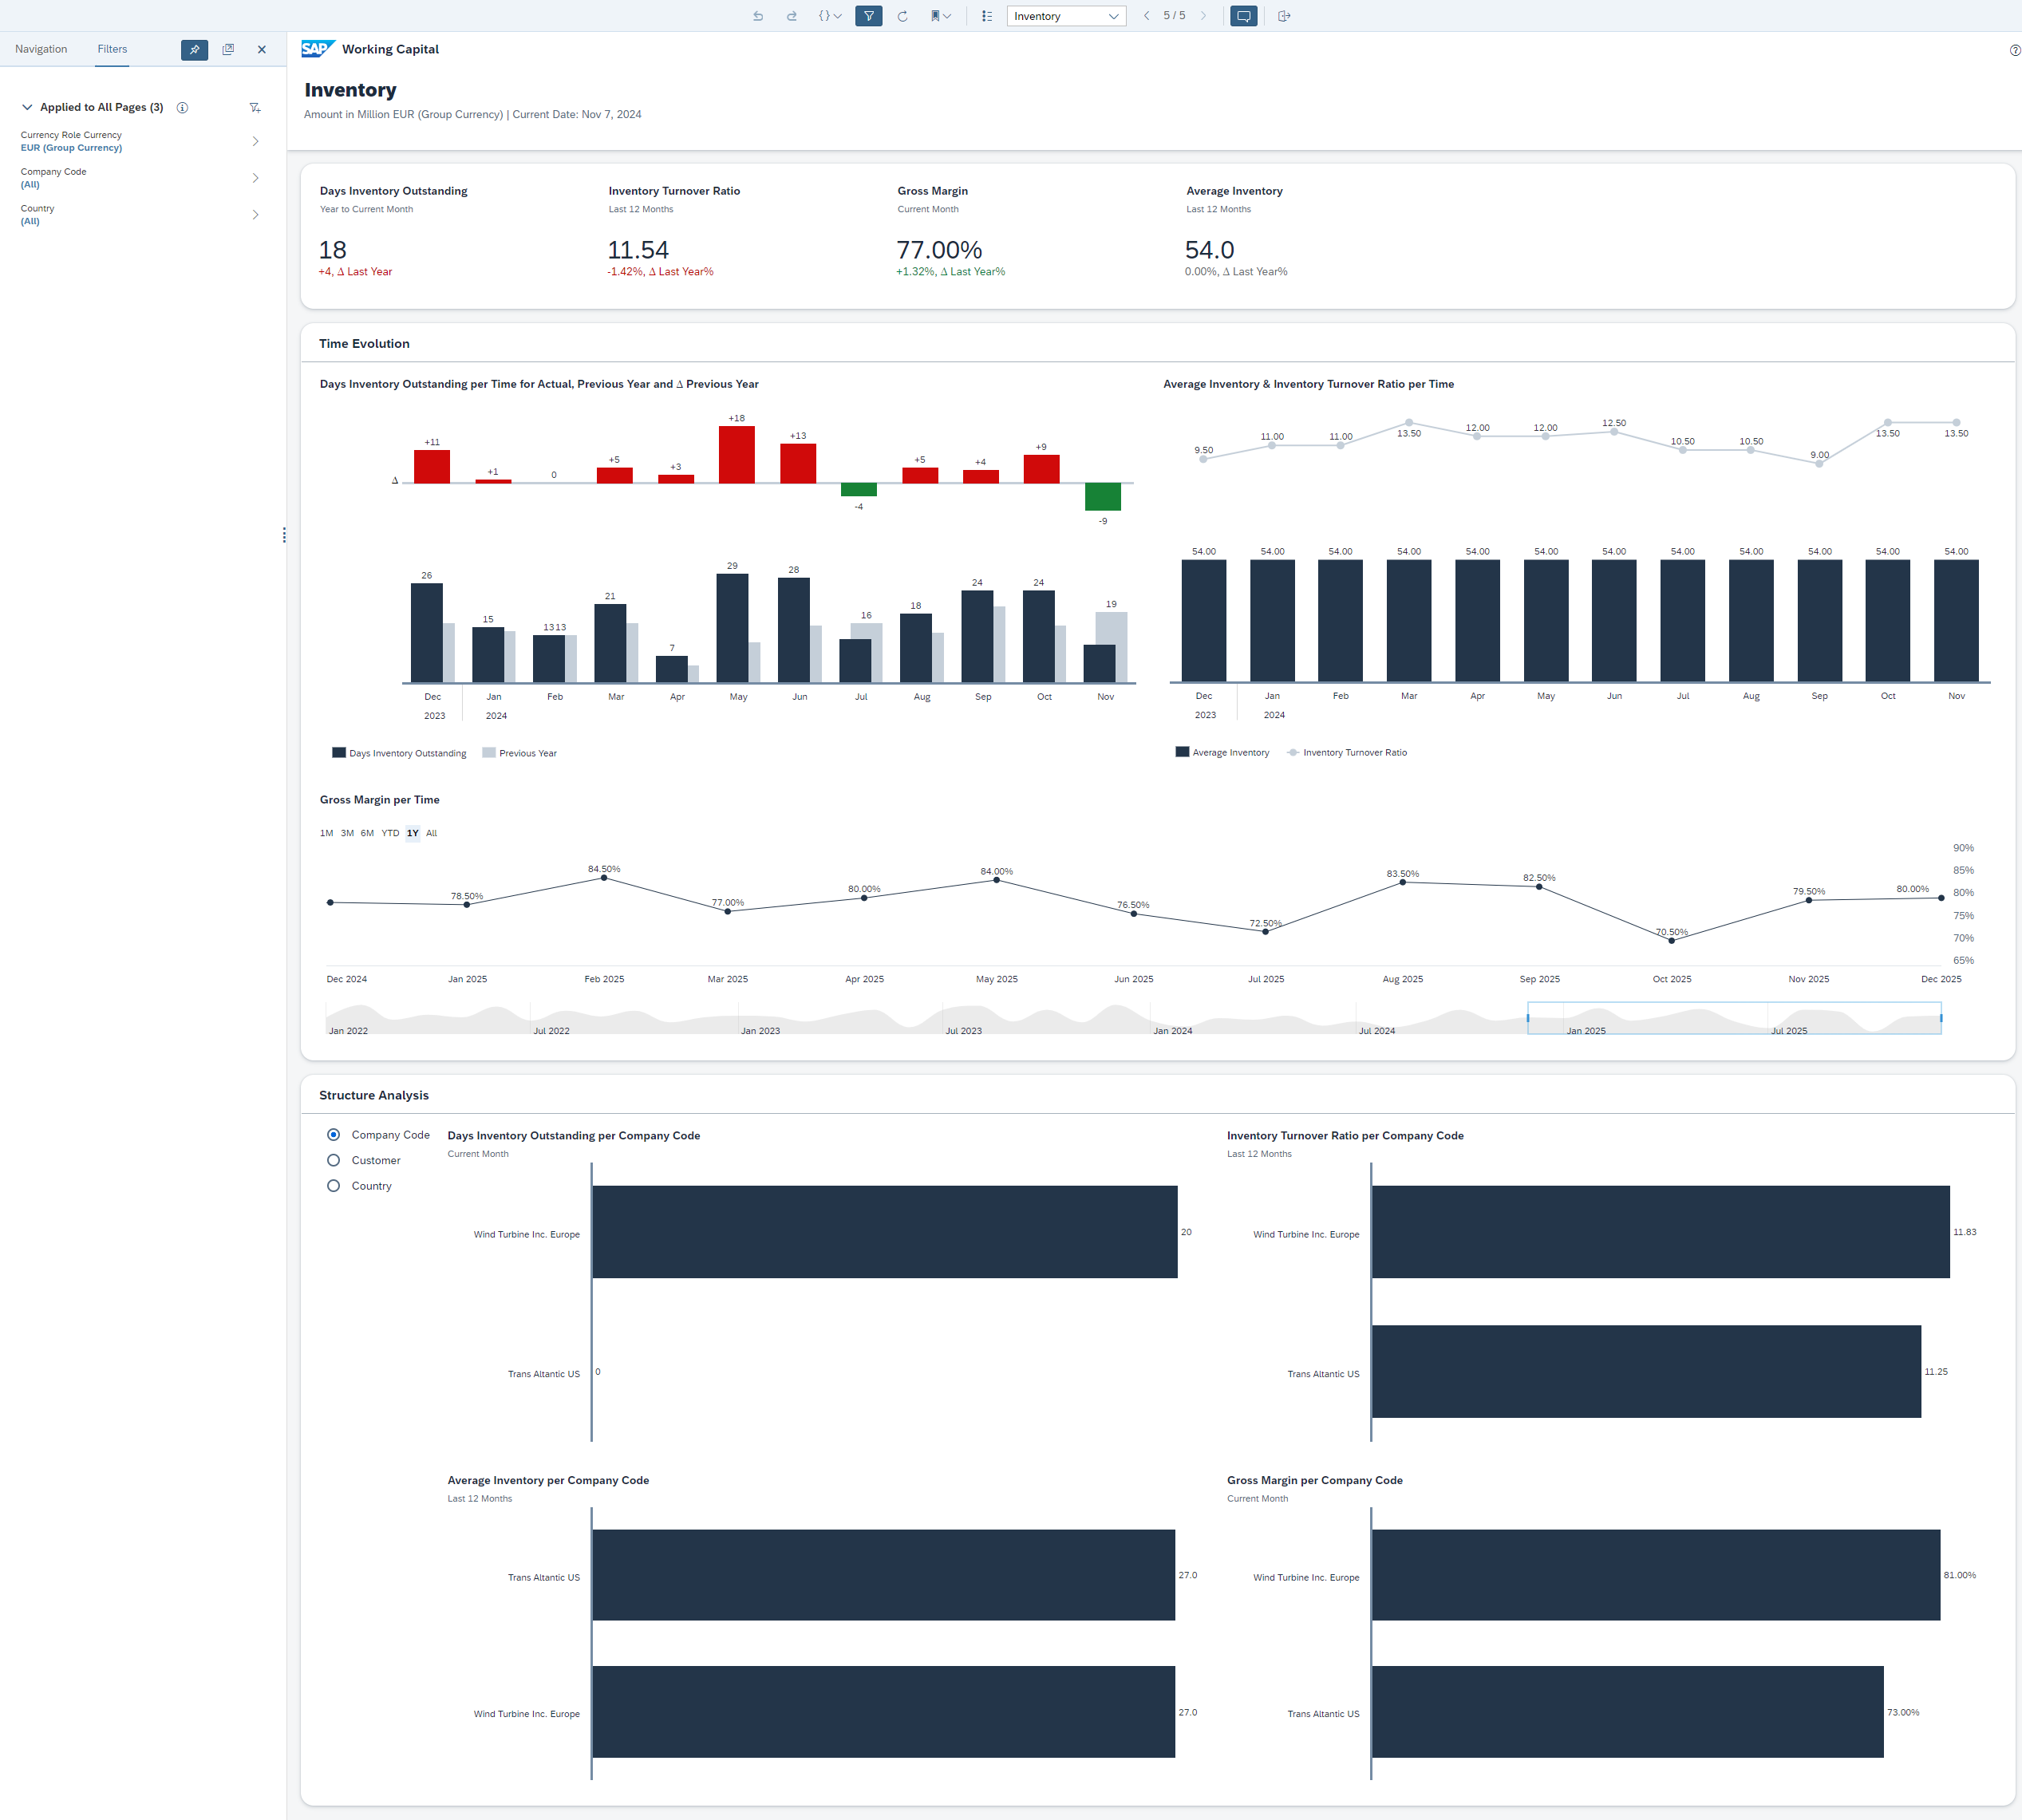 Inventory
5 / 5
Navigation
Filters
Applied to All Pages (3)
Currency Role Currency
EUR (Group Currency)
Company Code
(All)
Country
(All)
SAP Working Capital
Inventory
Amount in Million EUR (Group Currency) | Current Date: Nov 7, 2024
Days Inventory Outstanding
Year to Current Month
18
+4, Δ Last Year
Inventory Turnover Ratio
Last 12 Months
11.54
-1.42%, Δ Last Year%
Gross Margin
Current Month
77.00%
+1.32%, Δ Last Year%
Average Inventory
Last 12 Months
54.0
0.00%, Δ Last Year%
Time Evolution
Days Inventory Outstanding per Time for Actual, Previous Year and Δ Previous Year
Δ
+11 +1 0 +5 +3 +18 +13 -4 +5 +4 +9 -9
26 15 13 13 21 7 29 28 16 18 24 24 19
Dec Jan Feb Mar Apr May Jun Jul Aug Sep Oct Nov
2023 2024
Days Inventory Outstanding Previous Year
Average Inventory & Inventory Turnover Ratio per Time
9.50 11.00 11.00 13.50 12.00 12.00 12.50 10.50 10.50 9.00 13.50 13.50
54.00 54.00 54.00 54.00 54.00 54.00 54.00 54.00 54.00 54.00 54.00 54.00
Dec Jan Feb Mar Apr May Jun Jul Aug Sep Oct Nov
2023 2024
Average Inventory Inventory Turnover Ratio
Gross Margin per Time
1M 3M 6M YTD 1Y All
78.50% 84.50% 77.00% 80.00% 84.00% 76.50% 72.50% 83.50% 82.50% 70.50% 79.50% 80.00%
90%
85%
80%
75%
70%
65%
Dec 2024 Jan 2025 Feb 2025 Mar 2025 Apr 2025 May 2025 Jun 2025 Jul 2025 Aug 2025 Sep 2025 Oct 2025 Nov 2025 Dec 2025
Jan 2022 Jul 2022 Jan 2023 Jul 2023 Jan 2024 Jul 2024 Jan 2025 Jul 2025
Structure Analysis
Company Code
Customer
Country
Days Inventory Outstanding per Company Code
Current Month
Wind Turbine Inc. Europe 20
Trans Altantic US 0
Inventory Turnover Ratio per Company Code
Last 12 Months
Wind Turbine Inc. Europe 11.83
Trans Altantic US 11.25
Average Inventory per Company Code
Last 12 Months
Trans Altantic US 27.0
Wind Turbine Inc. Europe 27.0
Gross Margin per Company Code
Current Month
Wind Turbine Inc. Europe 81.00%
Trans Altantic US 73.00%